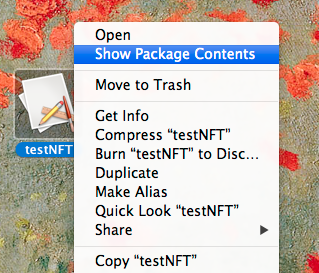 Open
Show Package Contents
Move to Trash
Get Info
Compress “testNFT”
Burn “testNFT” to Disc...
Duplicate
Make Alias
Quick Look “testNFT”
Share
Copy “testNFT”
testNFT